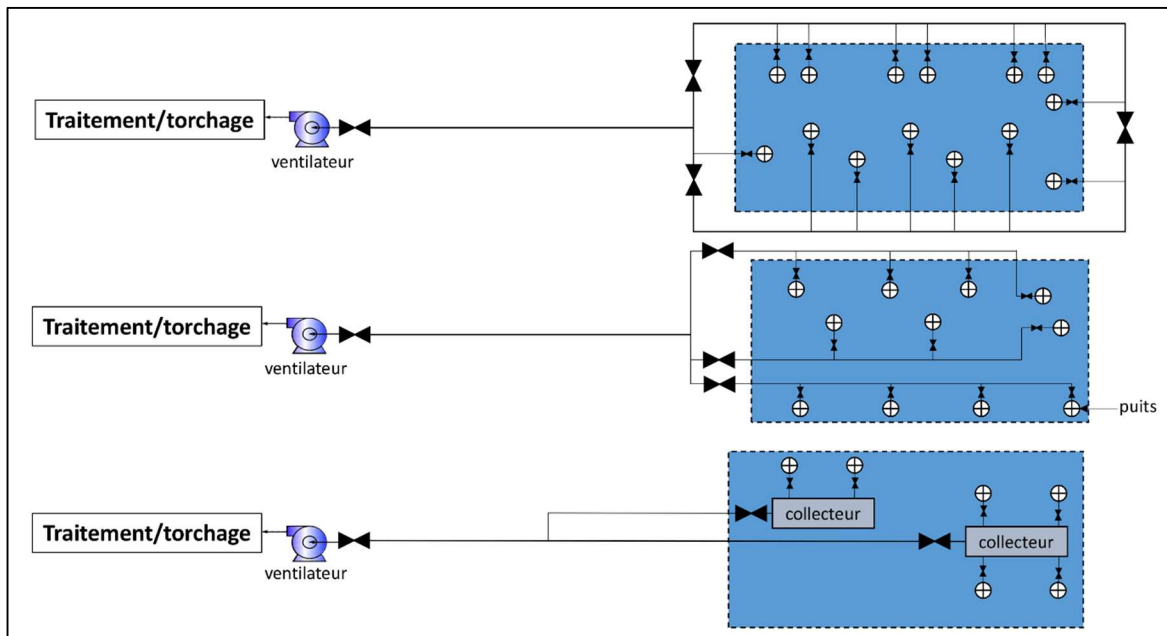 Traitement/torchage
ventilateur
Traitement/torchage
ventilateur
puits
collecteur
Traitement/torchage
collecteur
ventilateur